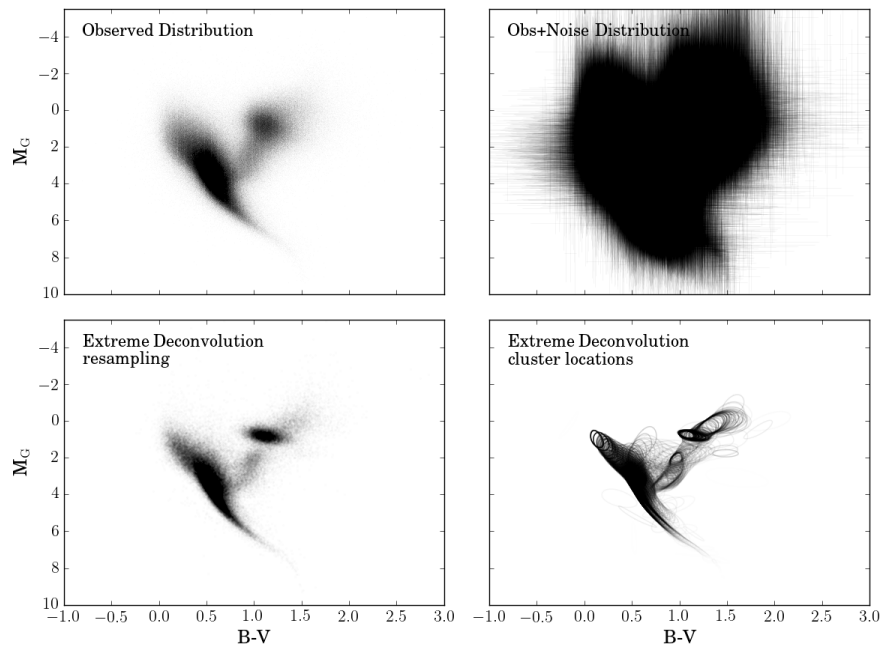 Observed Distribution
Obs+Noise Distribution
−4
−2
0
2
4
6
8
10
M_G
Extreme Deconvolution
resampling
Extreme Deconvolution
cluster locations
−4
−2
0
2
4
6
8
10
M_G
−1.0 −0.5 0.0 0.5 1.0 1.5 2.0 2.5 3.0
−1.0 −0.5 0.0 0.5 1.0 1.5 2.0 2.5 3.0
B-V
B-V